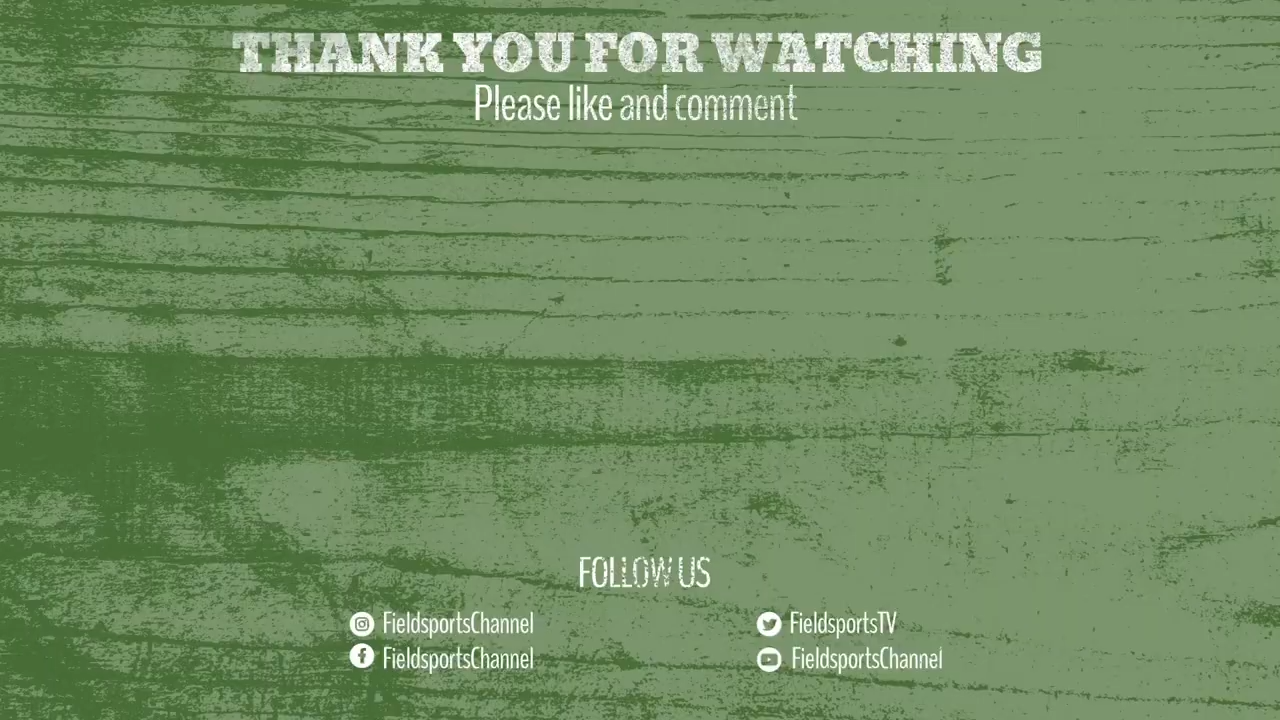 THANK YOU FOR WATCHING
Please like and comment
FOLLOW US
FieldsportsChannel
FieldsportsTV
FieldsportsChannel
FieldsportsChannel